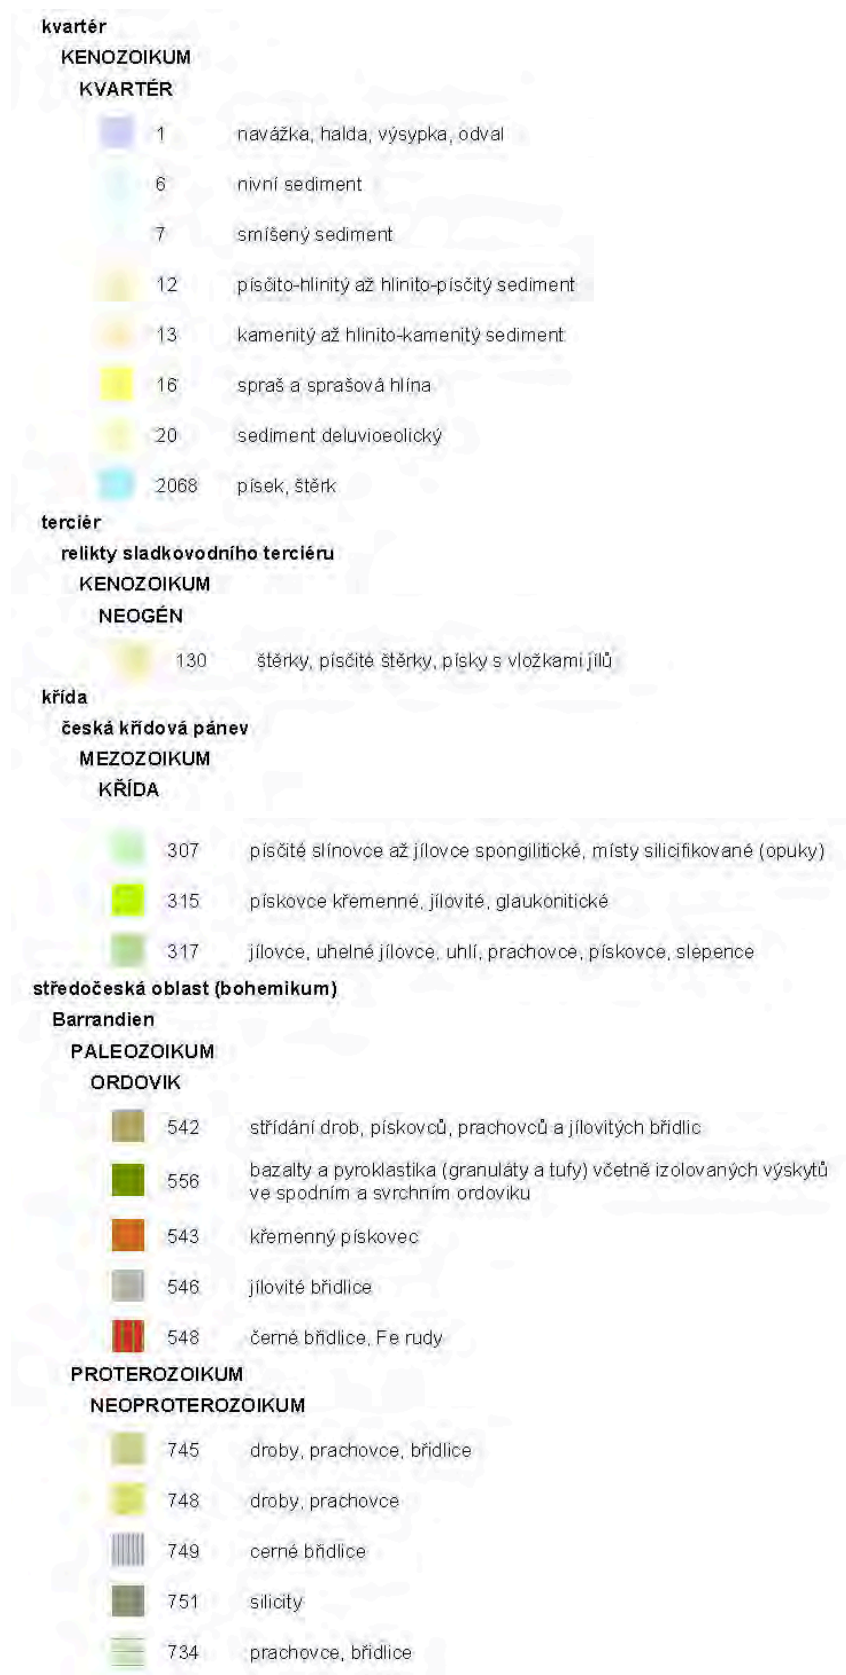 kvartér
KENOZOIKUM
KVARTÉR
1 navážka, halda, výsypka, odval
6 nivní sediment
7 smíšený sediment
12 písčito-hlinitý až hlinito-písčitý sediment
13 kamenitý až hlinito-kamenitý sediment
16 spraš a sprašová hlína
20 sediment deluvioeolický
2068 písek, štěrk
terciér
relikty sladkovodního terciéru
KENOZOIKUM
NEOGÉN
130 štěrky, písčité štěrky, písky s vložkami jílů
křída
česká křídová pánev
MEZOZOIKUM
KŘÍDA
307 písčité slínovce až jílovce spongilitické, místy silicifikované (opuky)
315 pískovce křemenné, jílovité, glaukonitické
317 jílovce, uhelné jílovce, uhlí, prachovce, pískovce, slepence
středočeská oblast (bohemikum)
Barrandien
PALEOZOIKUM
ORDOVIK
542 střídání drob, pískovců, prachovců a jílovitých břidlic
556 bazalty a pyroklastika (granuláty a tufy) včetně izolovaných výskytů
ve spodním a svrchním ordoviku
543 křemenný pískovec
546 jílovité břidlice
548 černé břidlice, Fe rudy
PROTEROZOIKUM
NEOPROTEROZOIKUM
745 droby, prachovce, břidlice
748 droby, prachovce
749 cerné břidlice
751 silicity
734 prachovce, břidlice